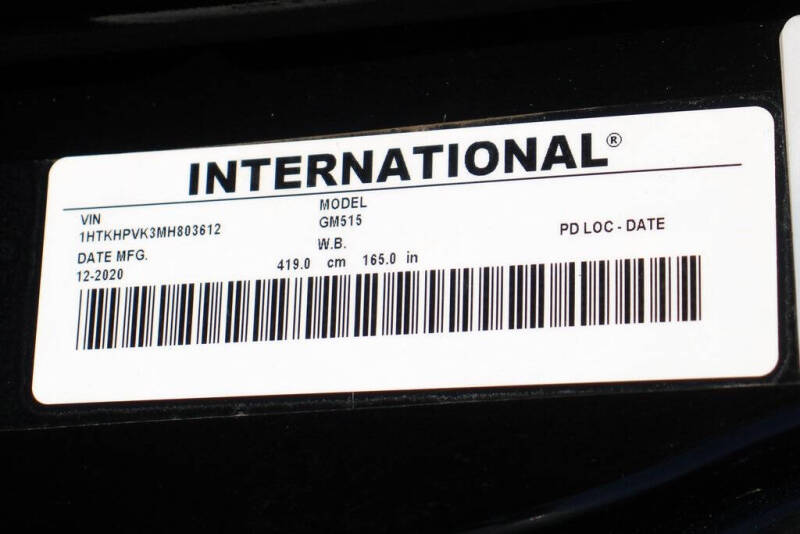 INTERNATIONAL®
VIN MODEL
1HTKHPVK3MH803612 GM515
DATE MFG. W.B. PD LOC - DATE
12-2020 419.0 cm 165.0 in